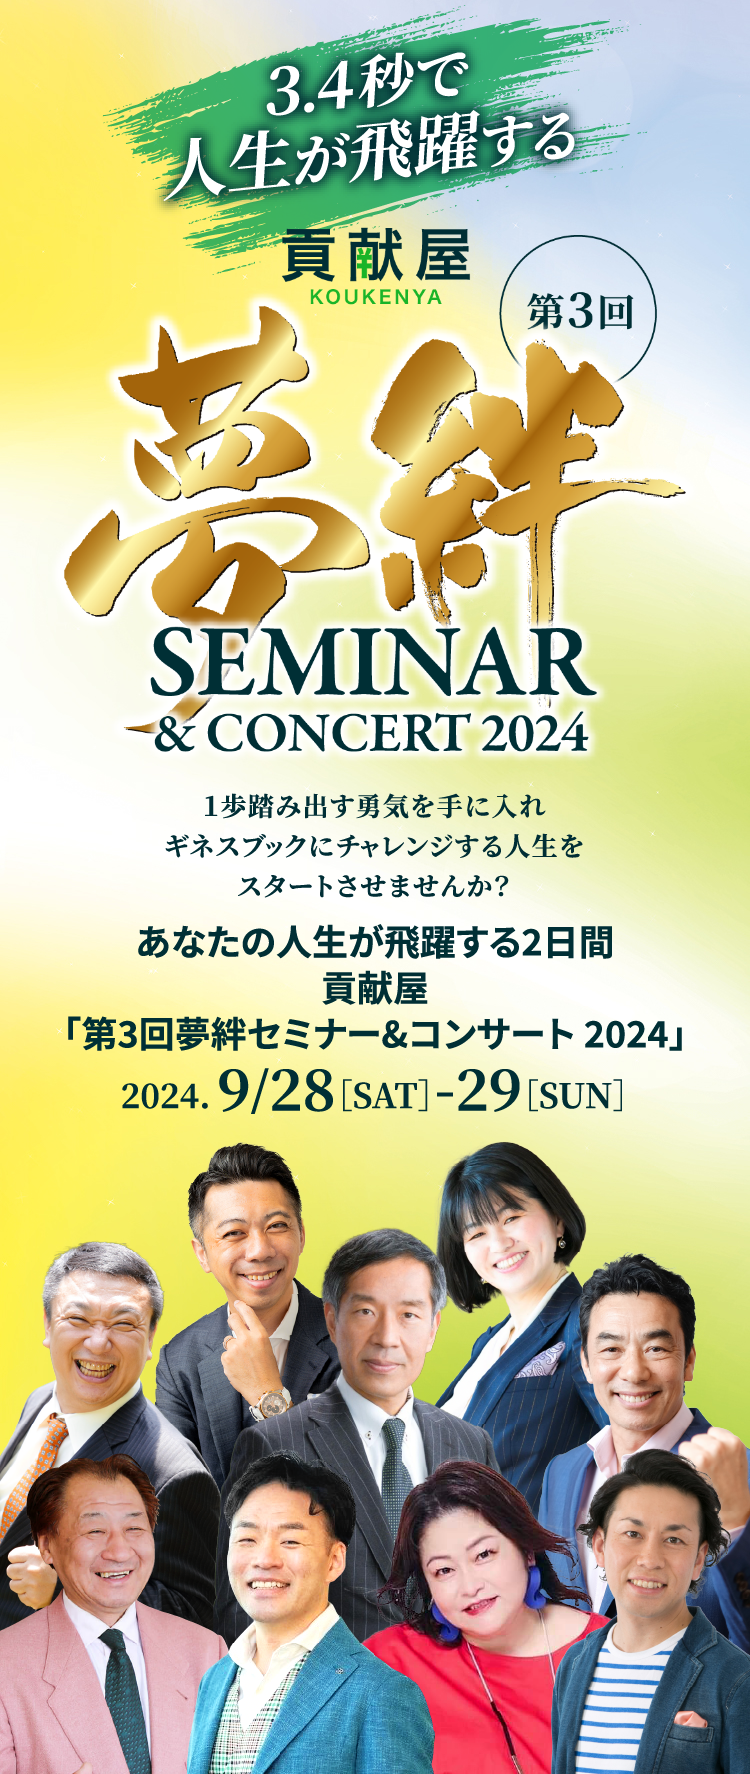 3.4秒で
人生が飛躍する
貢献屋
KOUKENYA
第3回
夢絆
SEMINAR
& CONCERT 2024
1歩踏み出す勇気を手に入れ
ギネスブックにチャレンジする人生を
スタートさせませんか？
あなたの人生が飛躍する2日間
貢献屋
「第3回夢絆セミナー&コンサート 2024」
2024. 9/28［SAT］-29［SUN］